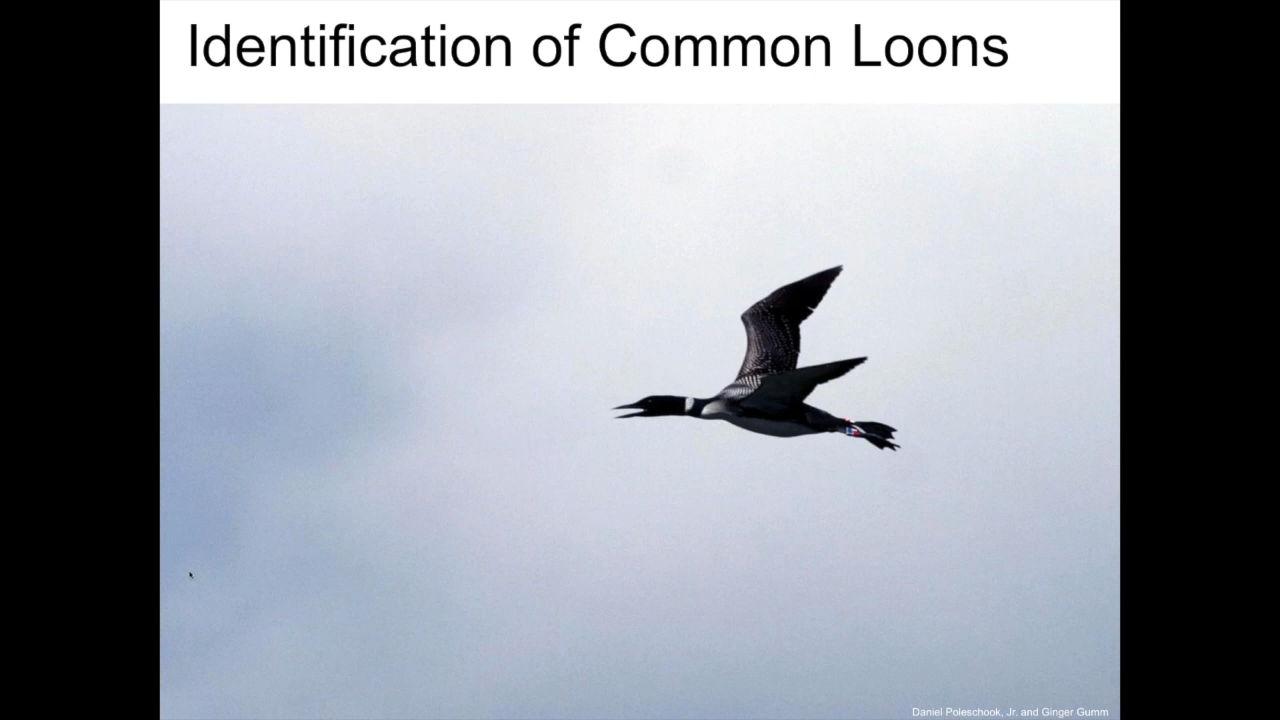 Identification of Common Loons
Daniel Poleschook, Jr. and Ginger Gumm